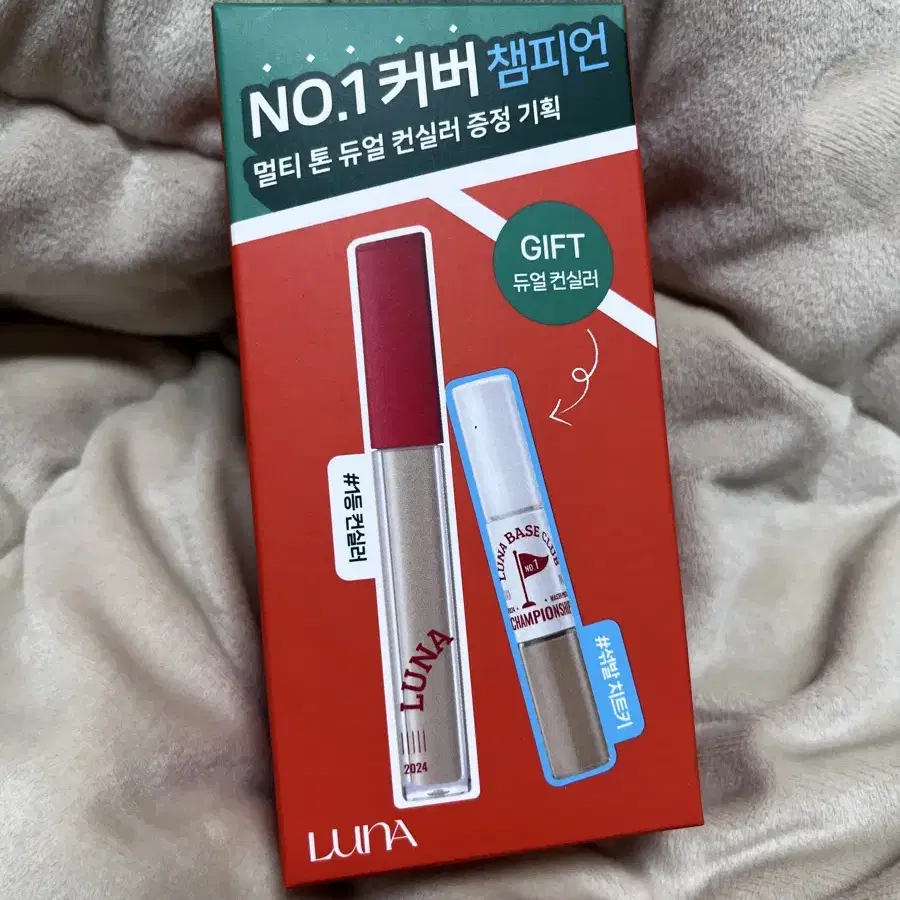 NO.1 커버 챔피언
멀티 톤 듀얼 컨실러 증정 기획
GIFT
듀얼 컨실러
#1등 컨실러
LUNA BASE CLUB
NO.1
CHAMPIONSHIP
#섞발 치트키
LUNA
2024
LUNA